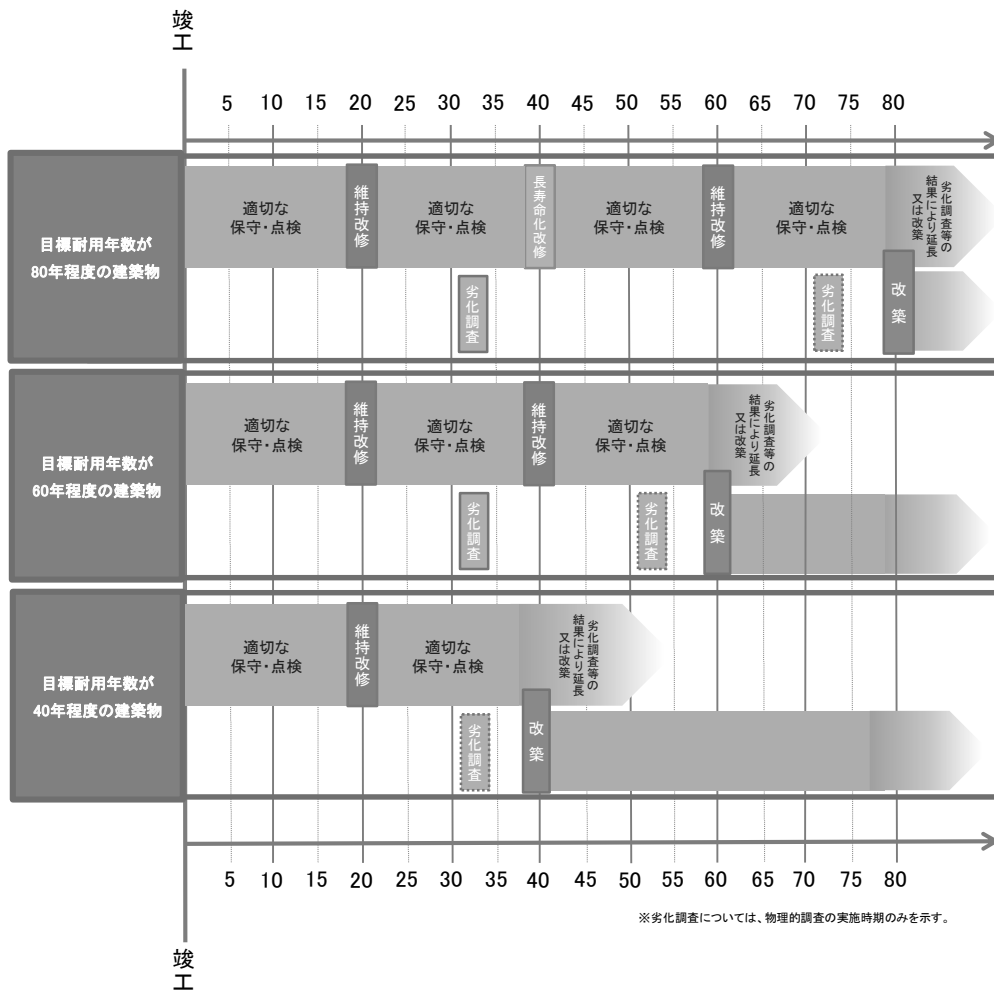 竣工
5 10 15 20 25 30 35 40 45 50 55 60 65 70 75 80
目標耐用年数が
80年程度の建築物
適切な
保守・点検
維持改修
適切な
保守・点検
長寿命化改修
適切な
保守・点検
維持改修
適切な
保守・点検
劣化調査等の
結果により延長
又は改築
劣化調査
劣化調査
改築
目標耐用年数が
60年程度の建築物
適切な
保守・点検
維持改修
適切な
保守・点検
維持改修
適切な
保守・点検
劣化調査等の
結果により延長
又は改築
劣化調査
劣化調査
改築
目標耐用年数が
40年程度の建築物
適切な
保守・点検
維持改修
適切な
保守・点検
劣化調査等の
結果により延長
又は改築
劣化調査
改築
5 10 15 20 25 30 35 40 45 50 55 60 65 70 75 80
※劣化調査については、物理的調査の実施時期のみを示す。
竣工